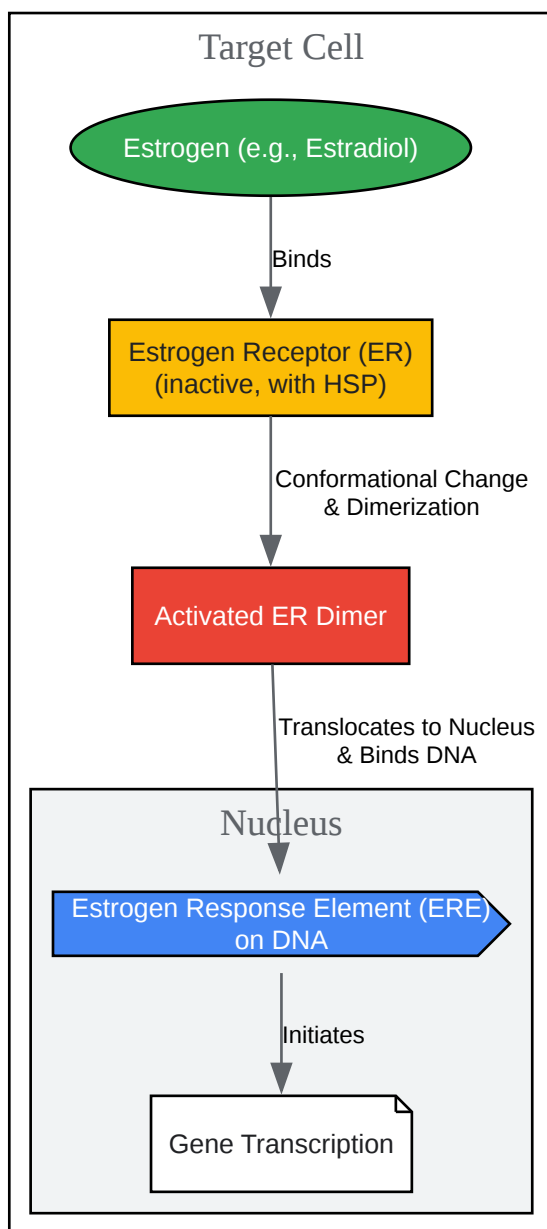 Target Cell
Estrogen (e.g., Estradiol)
Binds
Estrogen Receptor (ER)
(inactive, with HSP)
Conformational Change
& Dimerization
Activated ER Dimer
Translocates to Nucleus
& Binds DNA
Nucleus
Estrogen Response Element (ERE)
on DNA
Initiates
Gene Transcription